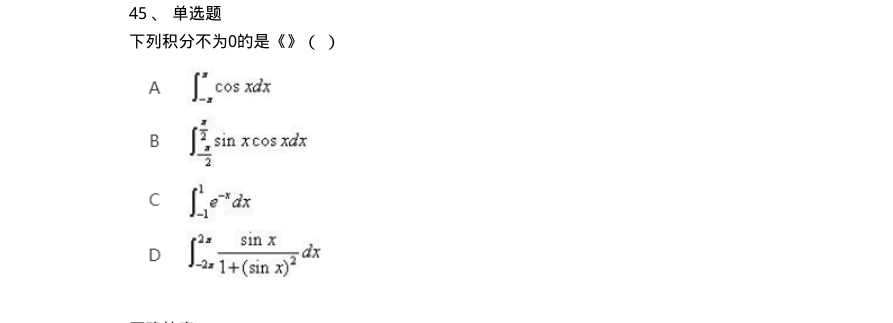 45 、 单选题
下列积分不为0的是《》（ ）
A ∫_{-π}^{π} cos xdx
B ∫_{-π/2}^{π/2} sin x cos xdx
C ∫_{-1}^{1} e^{-x} dx
D ∫_{-2π}^{2π} \frac{sin x}{1+(sin x)^2} dx